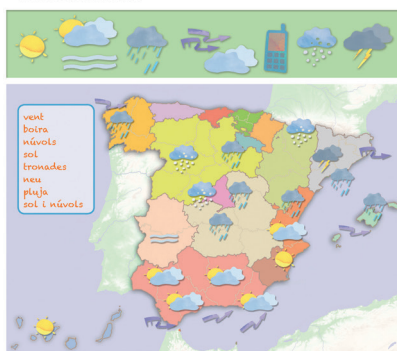 vent
boira
núvols
sol
tronades
neu
pluja
sol i núvols